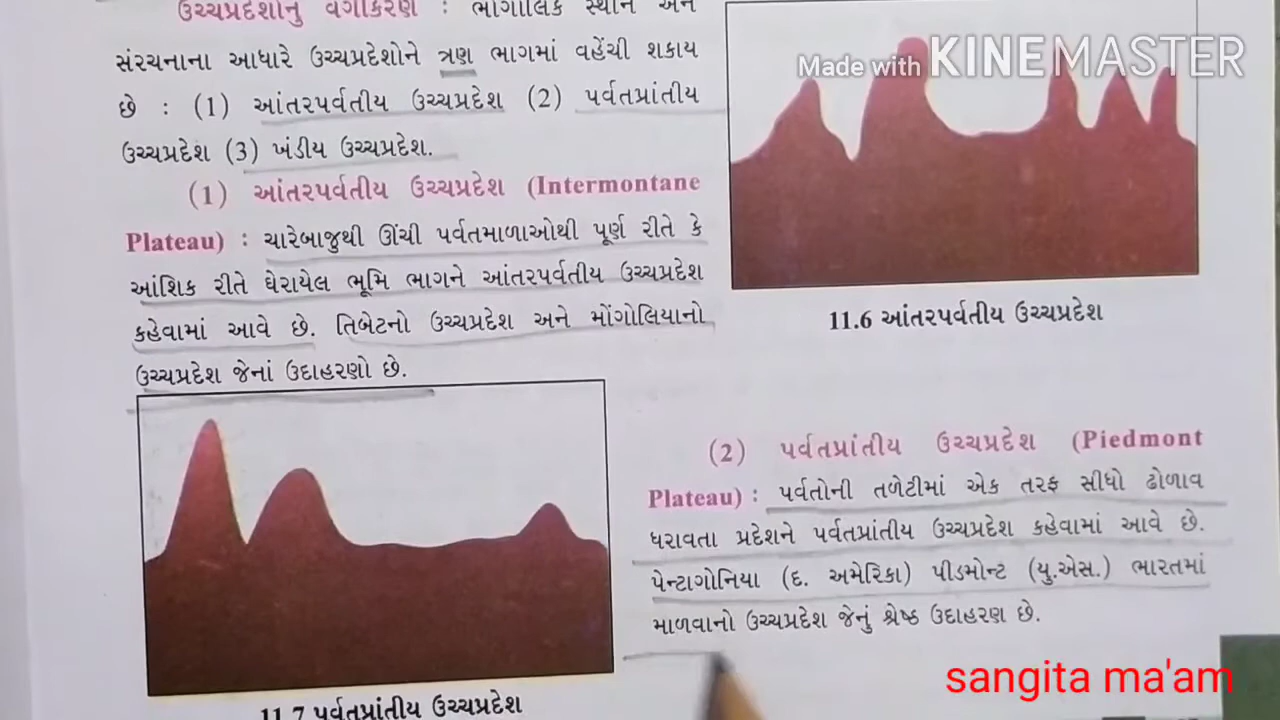 ઉચ્ચપ્રદેશોનું વર્ગીકરણ : ભૌગોલિક સ્થાન અને
સંરચનાના આધારે ઉચ્ચપ્રદેશોને ત્રણ ભાગમાં વહેંચી શકાય
છે : (1) આંતરપર્વતીય ઉચ્ચપ્રદેશ (2) પર્વતપ્રાંતીય
ઉચ્ચપ્રદેશ (3) ખંડીય ઉચ્ચપ્રદેશ.
(1) આંતરપર્વતીય ઉચ્ચપ્રદેશ (Intermontane
Plateau) : ચારેબાજુથી ઊંચી પર્વતમાળાઓથી પૂર્ણ રીતે કે
આંશિક રીતે ઘેરાયેલ ભૂમિ ભાગને આંતરપર્વતીય ઉચ્ચપ્રદેશ
કહેવામાં આવે છે. તિબેટનો ઉચ્ચપ્રદેશ અને મોંગોલિયાનો
ઉચ્ચપ્રદેશ જેનાં ઉદાહરણો છે.
Made with KINEMASTER
11.6 આંતરપર્વતીય ઉચ્ચપ્રદેશ
(2) પર્વતપ્રાંતીય ઉચ્ચપ્રદેશ (Piedmont
Plateau) : પર્વતોની તળેટીમાં એક તરફ સીધો ઢોળાવ
ધરાવતા પ્રદેશને પર્વતપ્રાંતીય ઉચ્ચપ્રદેશ કહેવામાં આવે છે.
પેન્ટાગોનિયા (દ. અમેરિકા) પીડમોન્ટ (યુ.એસ.) ભારતમાં
માળવાનો ઉચ્ચપ્રદેશ જેનું શ્રેષ્ઠ ઉદાહરણ છે.
11.7 પર્વતપ્રાંતીય ઉચ્ચપ્રદેશ
sangita ma'am